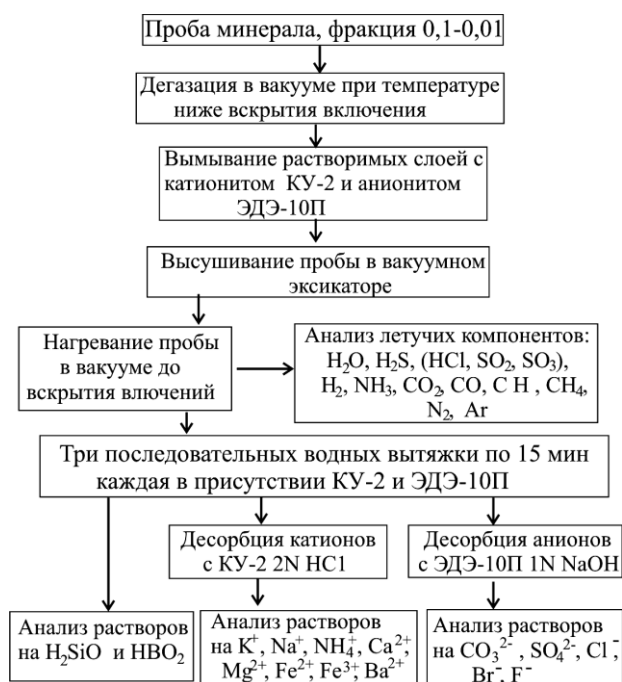 Проба минерала, фракция 0,1-0,01
Дегазация в вакууме при температуре
ниже вскрытия включения
Вымывание растворимых слоей с
катионитом КУ-2 и анионитом
ЭДЭ-10П
Высушивание пробы в вакуумном
эксикаторе
Нагревание пробы
в вакууме до
вскрытия влючений
Анализ летучих компонентов:
H₂O, H₂S, (HCl, SO₂, SO₃),
H₂, NH₃, CO₂, CO, C H , CH₄,
N₂, Ar
Три последовательных водных вытяжки по 15 мин
каждая в присутствии КУ-2 и ЭДЭ-10П
Десорбция катионов
с КУ-2 2N HC1
Десорбция анионов
с ЭДЭ-10П 1N NaOH
Анализ растворов
на H₂SiO и HBO₂
Анализ растворов
на K⁺, Na⁺, NH₄⁺, Ca²⁺,
Mg²⁺, Fe²⁺, Fe³⁺, Ba²⁺
Анализ растворов
на CO₃²⁻ , SO₄²⁻, Cl⁻,
Br⁻, F⁻